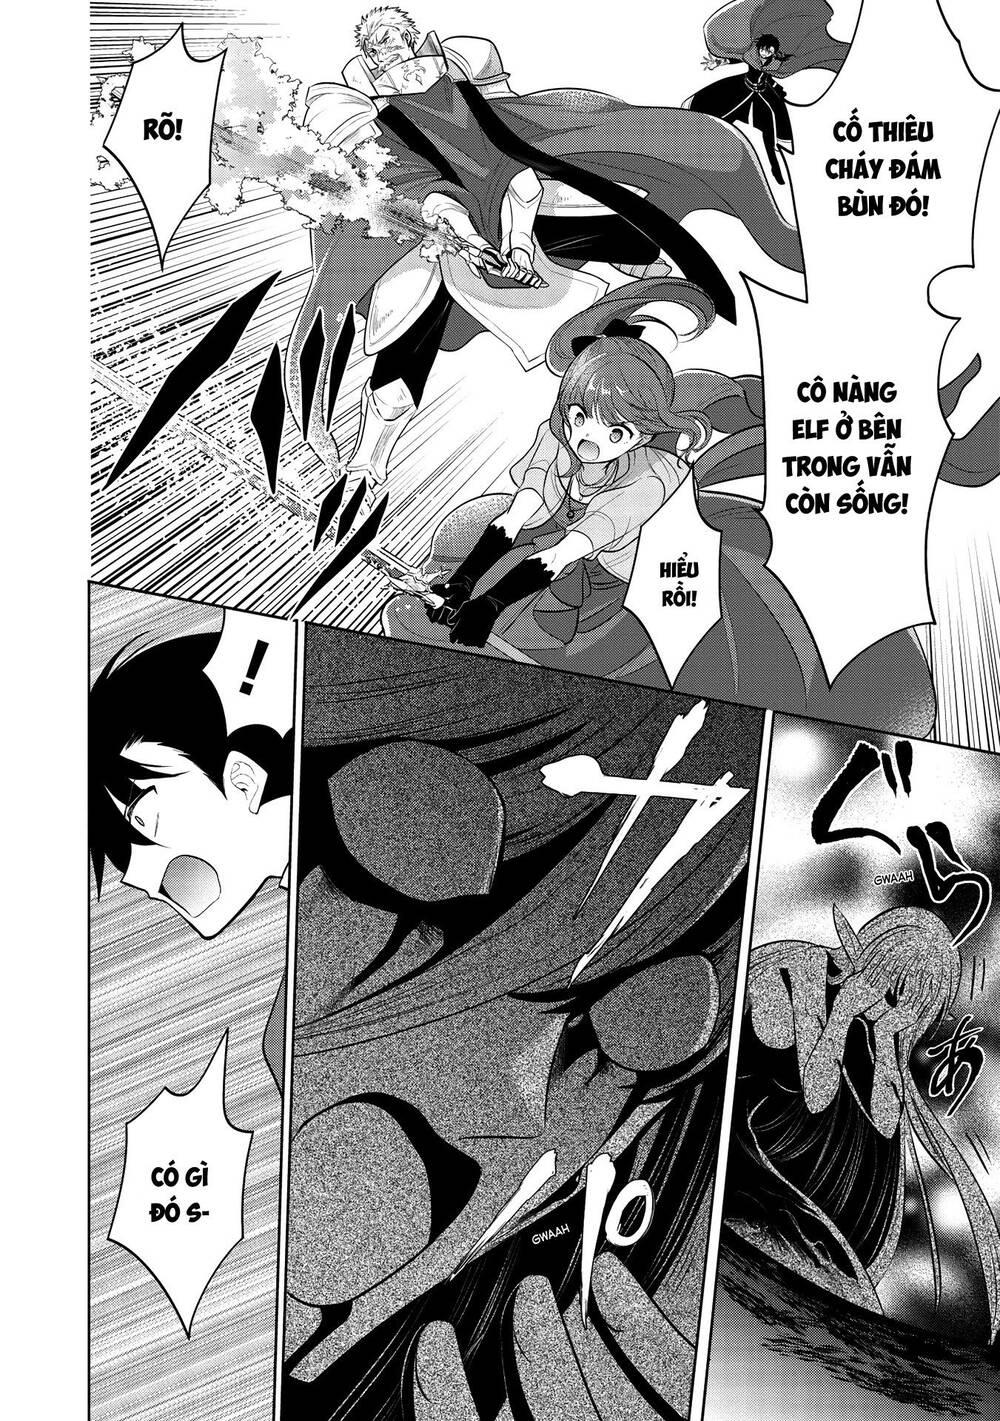 CỐ THIÊU
CHÁY ĐÁM
BÙN ĐÓ!
CÔ NÀNG
ELF Ở BÊN
TRONG VẪN
CÒN SỐNG!
RÕ!
HIỂU
RỒI!
GWAAH
GWAAH
!
CÓ GÌ
ĐÓ S-